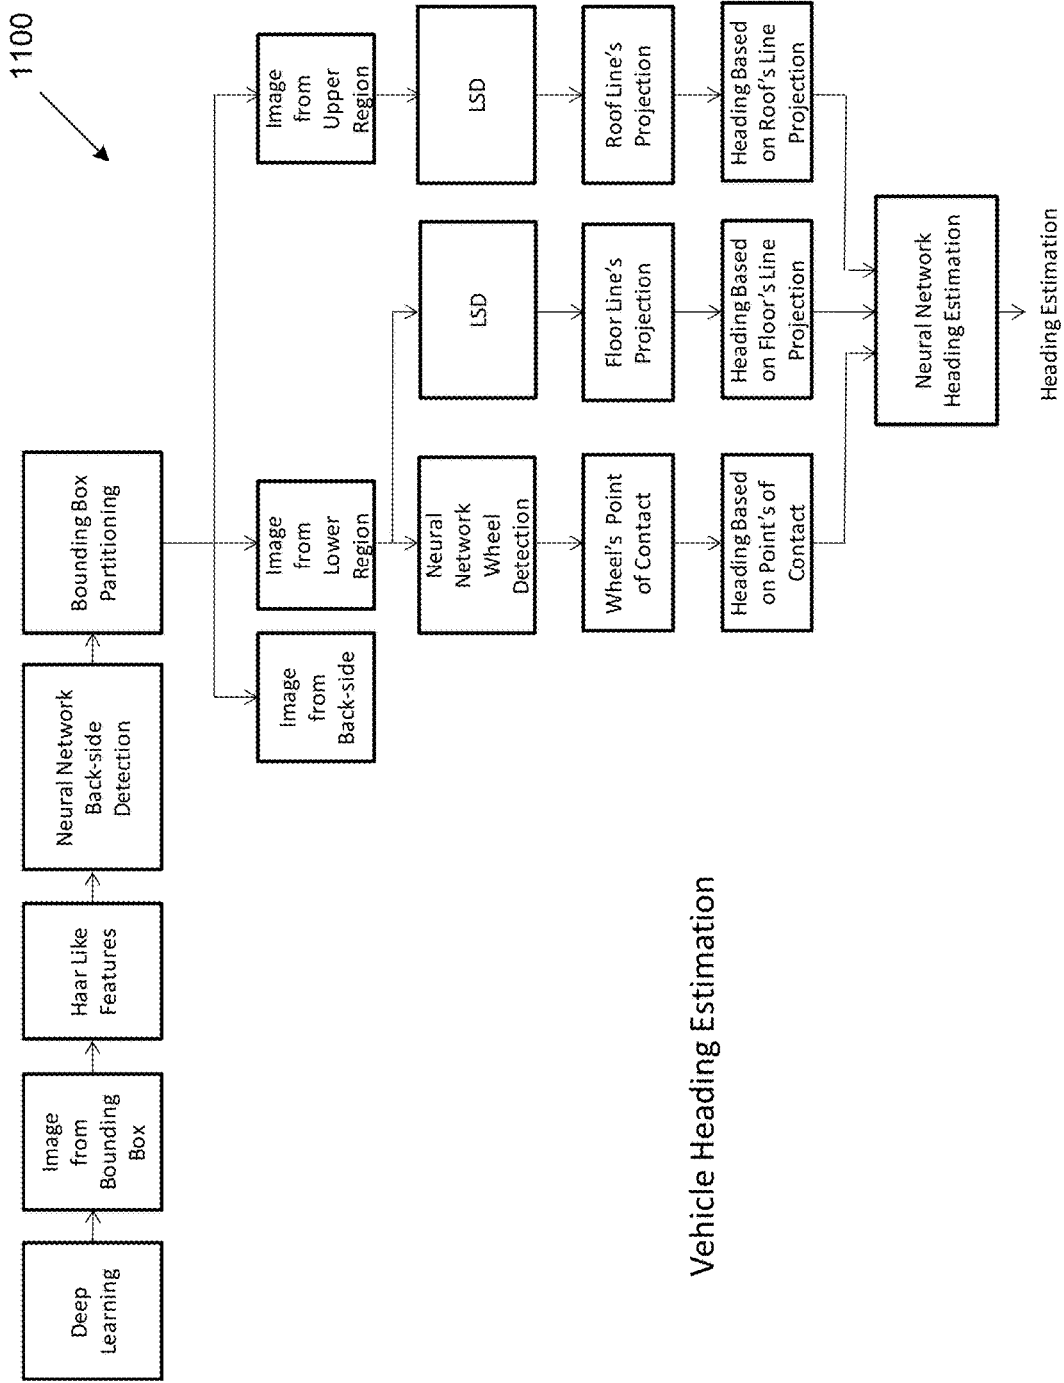 1100
Deep
Learning
Image
from
Bounding
Box
Haar Like
Features
Neural Network
Back-side
Detection
Bounding Box
Partitioning
Image
from
Back-side
Image
from
Lower
Region
Image
from
Upper
Region
Neural
Network
Wheel
Detection
LSD
LSD
Wheel's Point
of Contact
Floor Line's
Projection
Roof Line's
Projection
Heading Based
on Point's of
Contact
Heading Based
on Floor's Line
Projection
Heading Based
on Roof's Line
Projection
Neural Network
Heading Estimation
Heading Estimation
Vehicle Heading Estimation